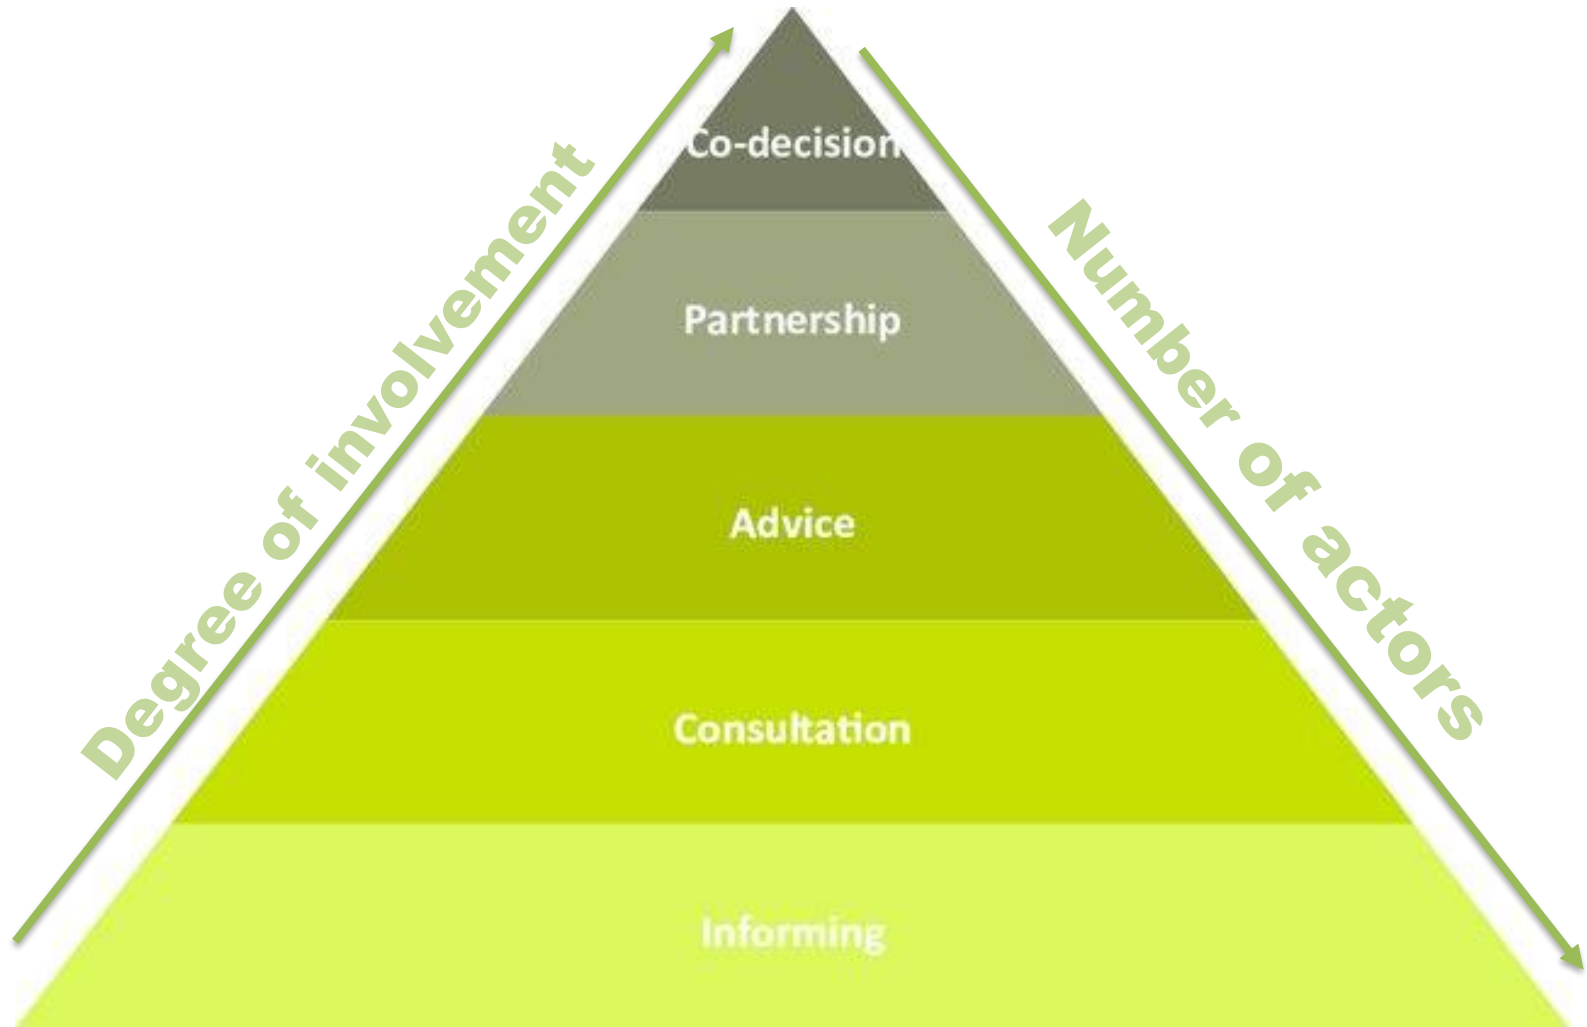 Co-decision
Partnership
Advice
Consultation
Informing
Degree of involvement
Number of actors